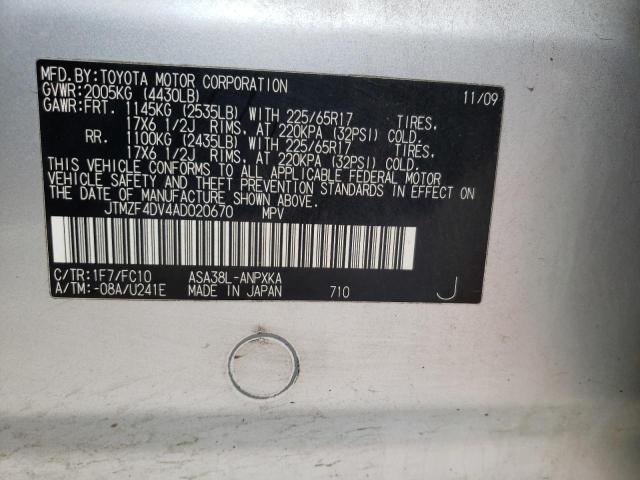 MFD.BY:TOYOTA MOTOR CORPORATION 11/09
GVWR:2005KG (4430LB)
GAWR:FRT. 1145KG (2535LB) WITH 225/65R17 TIRES,
17X6 1/2J RIMS, AT 220KPA (32PSI) COLD.
RR. 1100KG (2435LB) WITH 225/65R17 TIRES,
17X6 1/2J RIMS, AT 220KPA (32PSI) COLD.
THIS VEHICLE CONFORMS TO ALL APPLICABLE FEDERAL MOTOR
VEHICLE SAFETY AND THEFT PREVENTION STANDARDS IN EFFECT ON
THE DATE OF MANUFACTURE SHOWN ABOVE.
JTMZF4DV4AD020670 MPV
C/TR:1F7/FC10 ASA38L-ANPXKA
A/TM:-08A/U241E MADE IN JAPAN 710 J